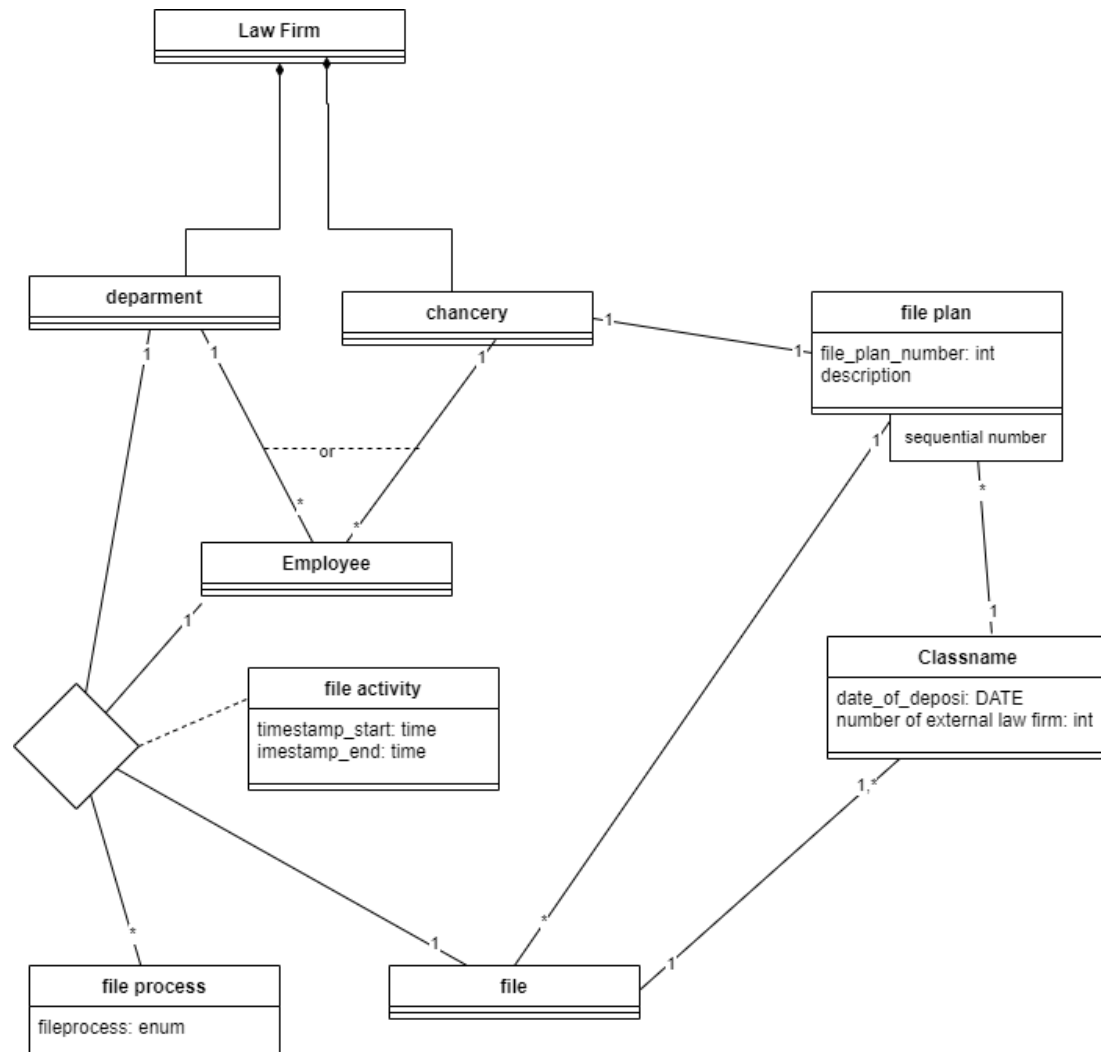 Law Firm
deparment
chancery
file plan
file_plan_number: int
description
sequential number
1
1
1
1
1
1
or
*
*
*
Employee
1
1
Classname
date_of_deposi: DATE
number of external law firm: int
file activity
timestamp_start: time
imestamp_end: time
1,*
*
*
1
1
file process
fileprocess: enum
file